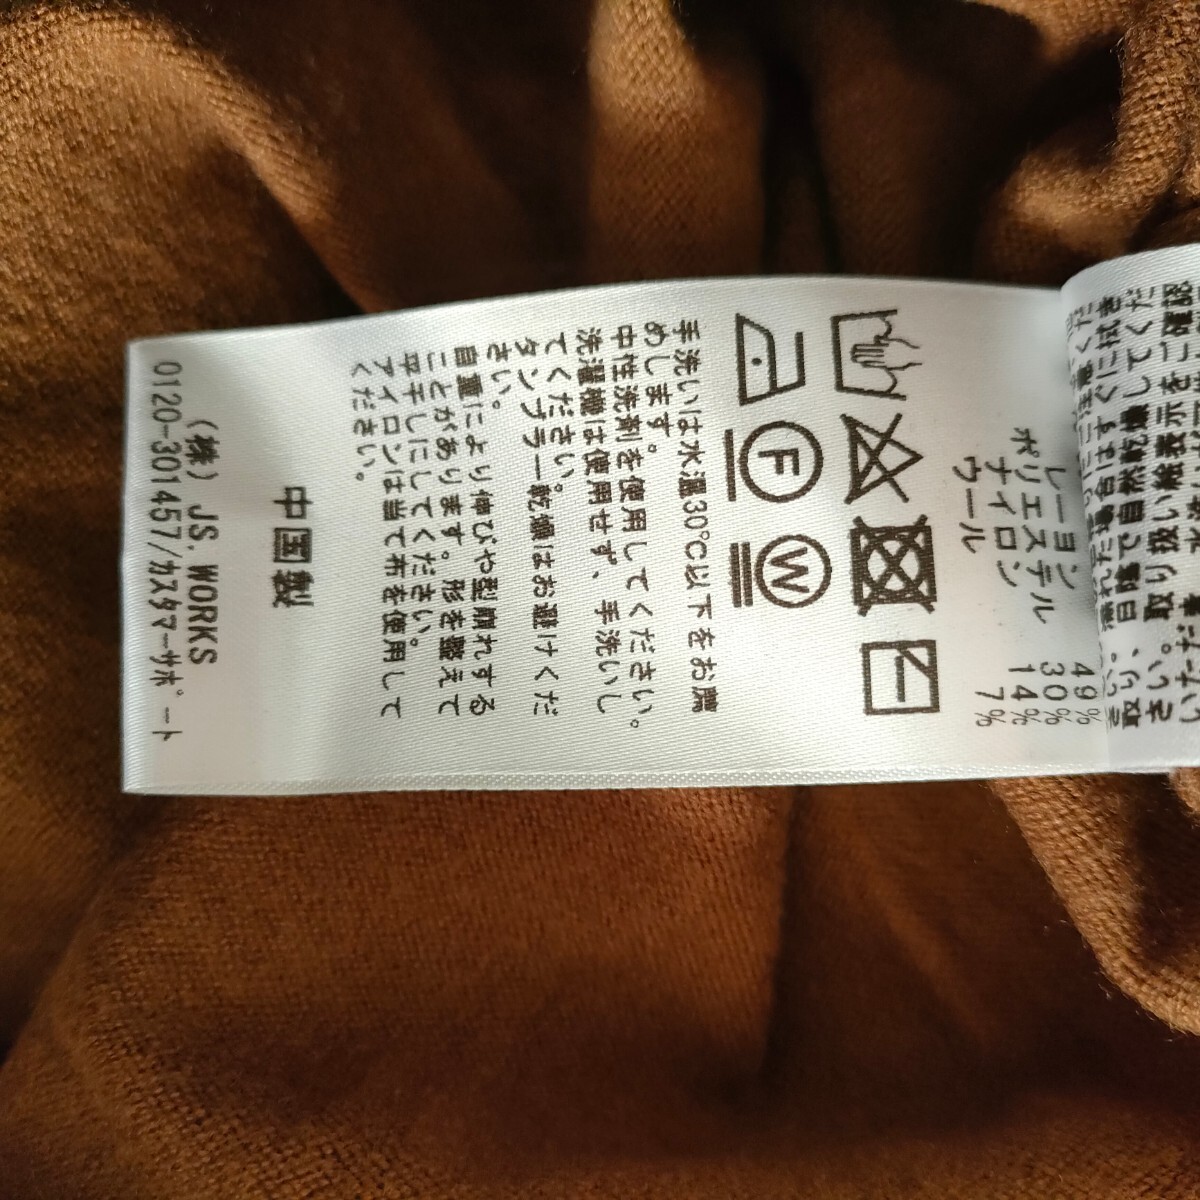 レーヨン 49%
ポリエステル 30%
ナイロン 14%
ウール 7%
F
W
手洗いは水温30℃以下をお薦
めします。
中性洗剤を使用してください。
洗濯機は使用せず、手洗いし
てください。
タンブラー乾燥はお避けくだ
さい。
自重により伸びや型崩れする
ことがあります。形を整えて
平干しにしてください。
アイロンは当て布を使用して
ください。
中国製
(株)JS.WORKS
0120-301457/カスタマーサポート